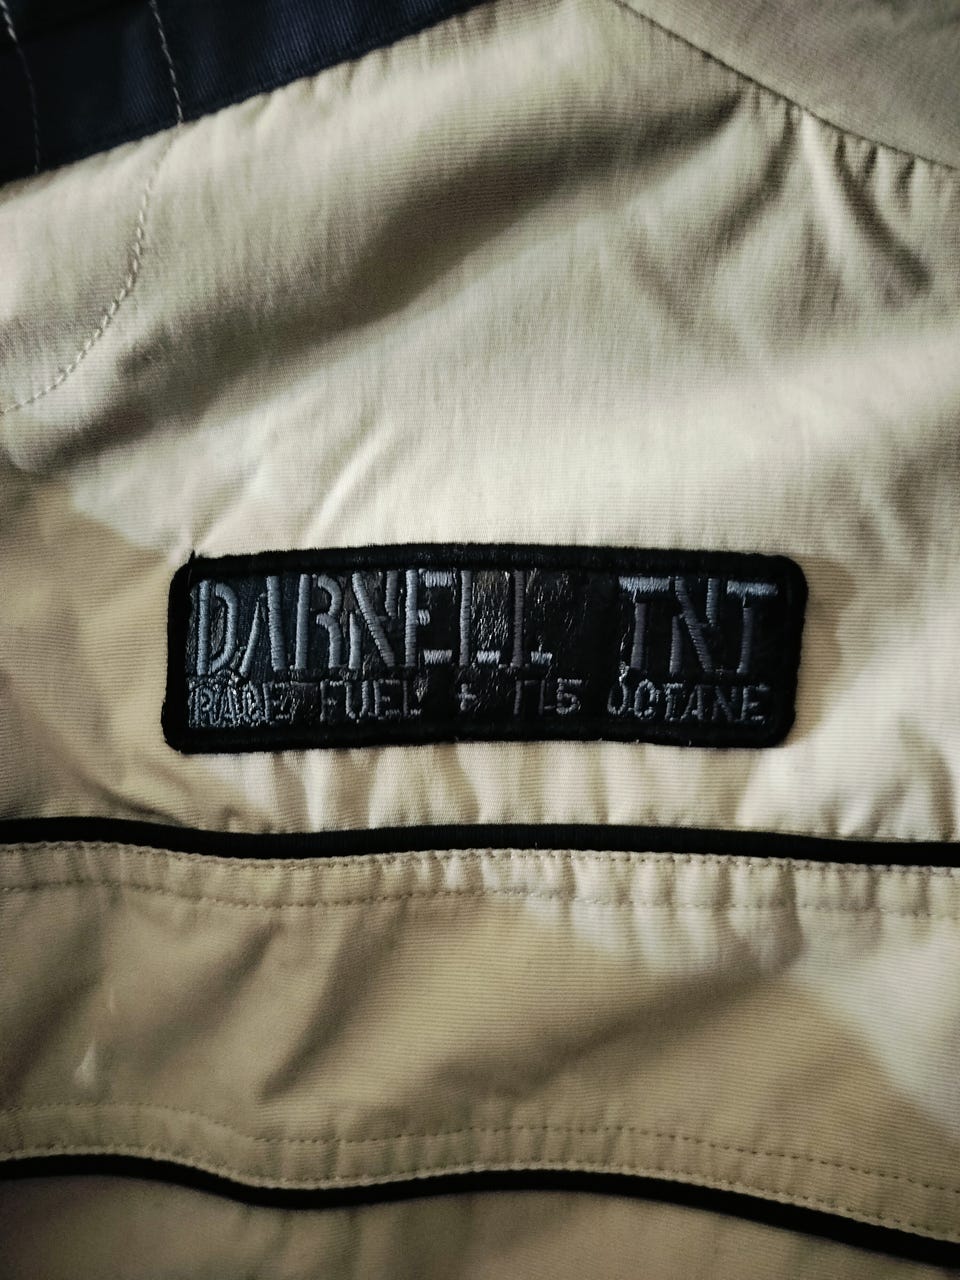 DARNELL TNT
RACE FUEL + 115 OCTANE